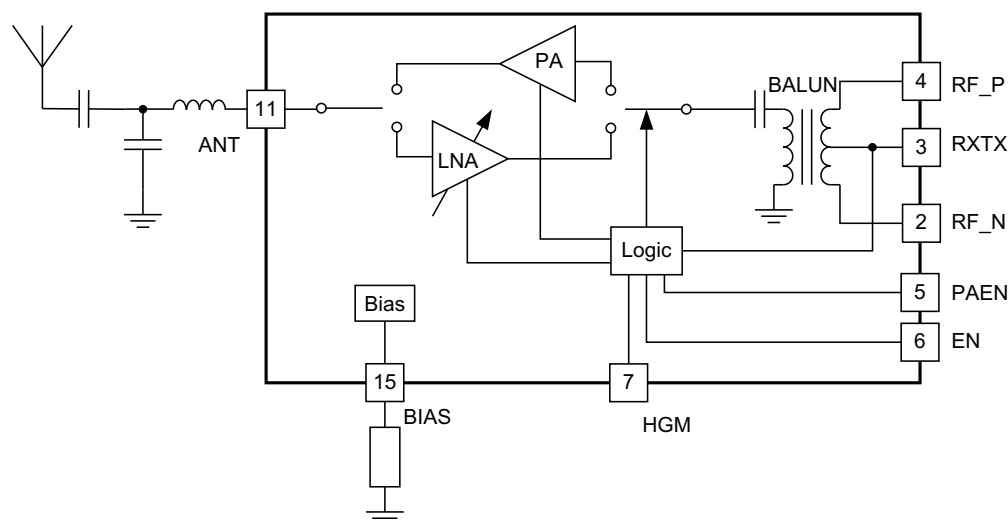 PA
BALUN
4
RF_P
11
ANT
LNA
3
RXTX
2
RF_N
Logic
5
PAEN
Bias
6
EN
15
7
BIAS
HGM